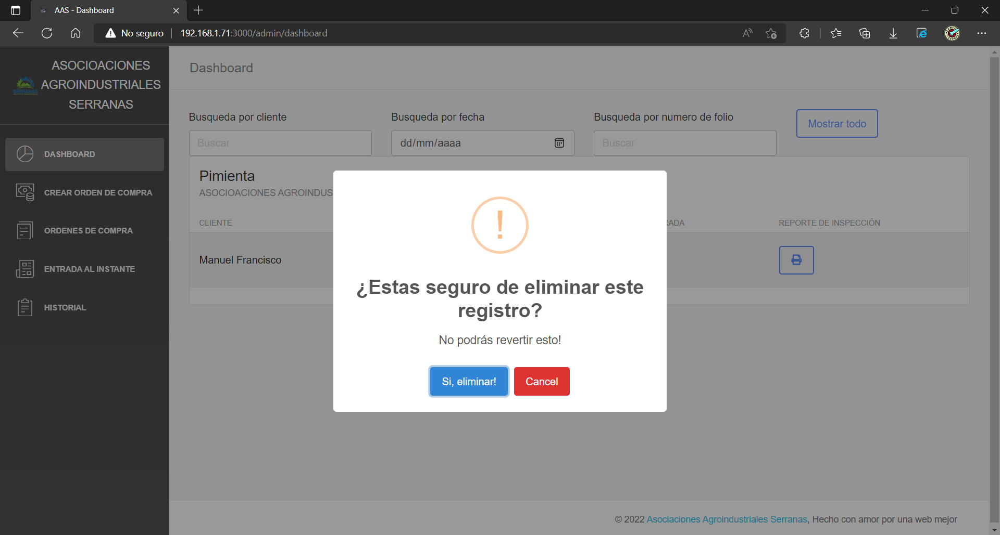 AAS - Dashboard
No seguro
192.168.1.71:3000/admin/dashboard
ASOCIOACIONES
AGROINDUSTRIALES
SERRANAS
SERRANAS
DASHBOARD
CREAR ORDEN DE COMPRA
ORDENES DE COMPRA
ENTRADA AL INSTANTE
HISTORIAL
Dashboard
Busqueda por cliente
Busqueda por fecha
Busqueda por numero de folio
Mostrar todo
Buscar
dd/mm/aaaa
Buscar
Pimienta
ASOCIOACIONES AGROINDUS
CLIENTE
RADA
REPORTE DE INSPECCIÓN
Manuel Francisco
!
¿Estas seguro de eliminar este
registro?
No podrás revertir esto!
Si, eliminar!
Cancel
© 2022 Asociaciones Agroindustriales Serranas, Hecho con amor por una web mejor